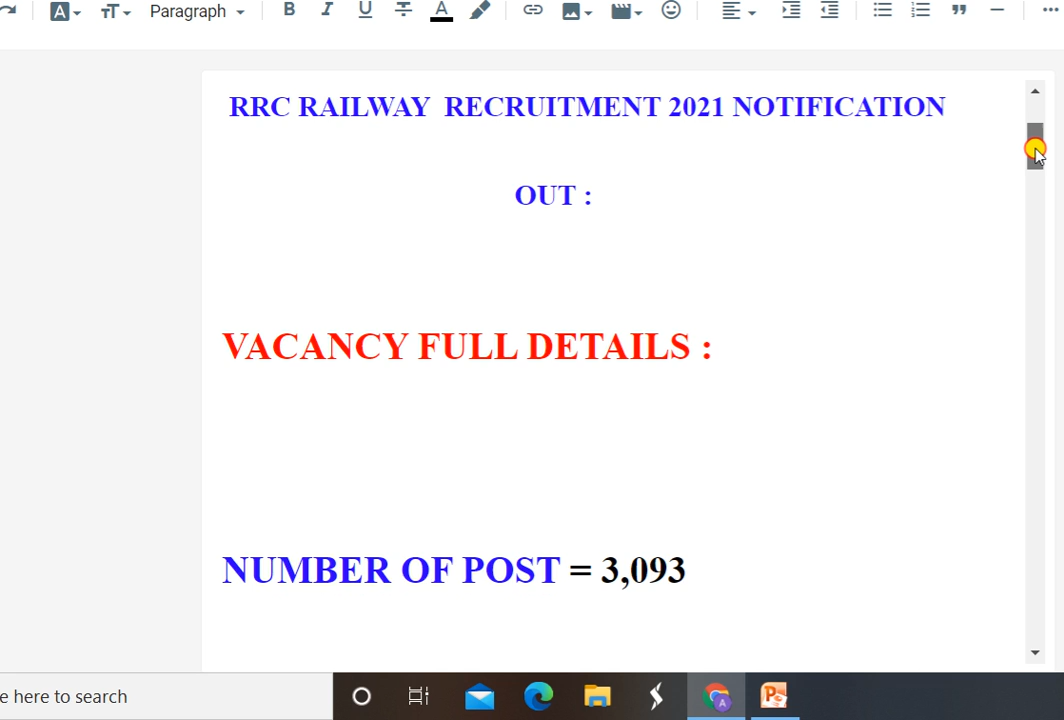 Paragraph
RRC RAILWAY RECRUITMENT 2021 NOTIFICATION
OUT :
VACANCY FULL DETAILS :
NUMBER OF POST = 3,093
e here to search